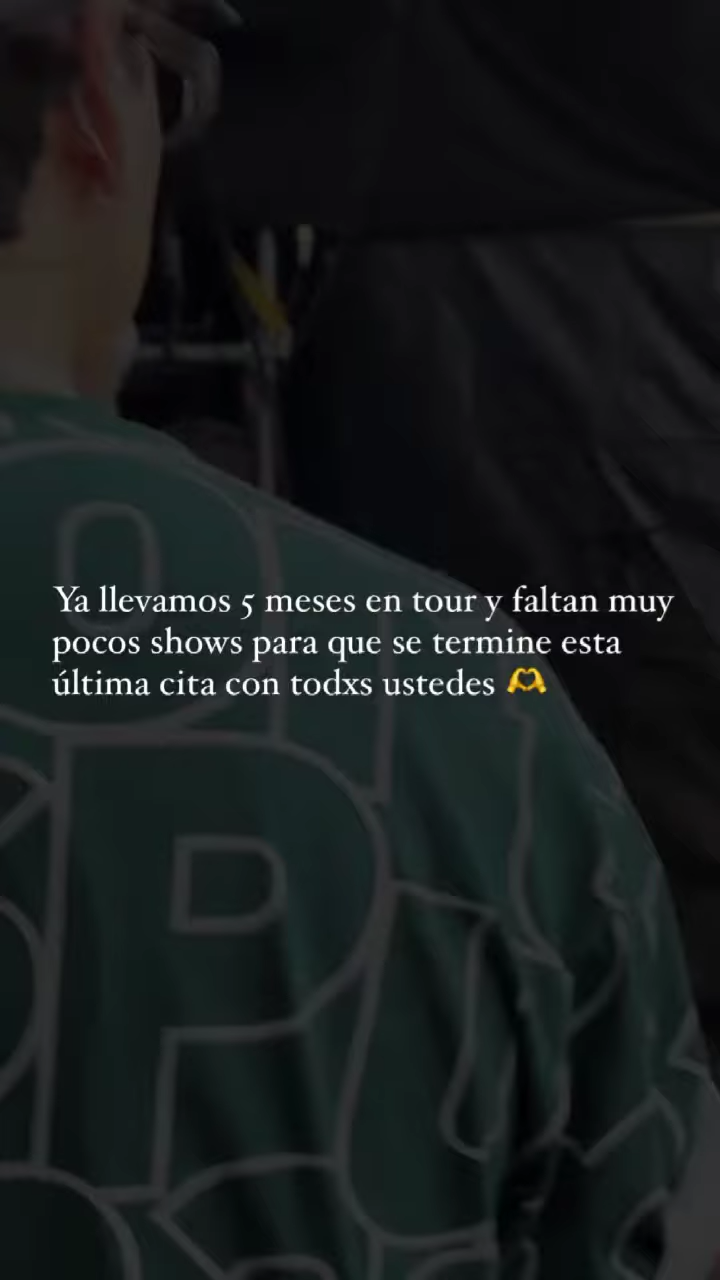 Ya llevamos 5 meses en tour y faltan muy
pocos shows para que se termine esta
última cita con todxs ustedes 🫶
O
P